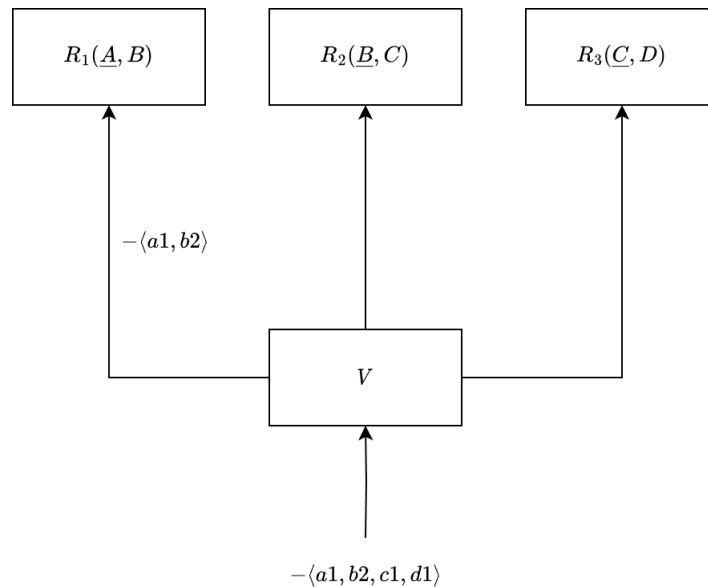 R₁(A, B)
R₂(B, C)
R₃(C, D)
−⟨a1, b2⟩
V
−⟨a1, b2, c1, d1⟩